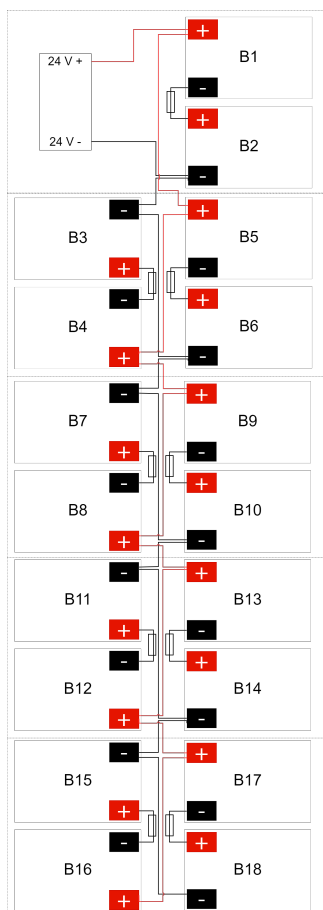 +
24 V +
B1
-
+
24 V -
B2
-
-
+
B3
B5
+
-
-
+
B4
B6
+
-
-
+
B7
B9
+
-
-
+
B8
B10
+
-
-
+
B11
B13
+
-
-
+
B12
B14
+
-
-
+
B15
B17
+
-
-
+
B16
B18
+
-